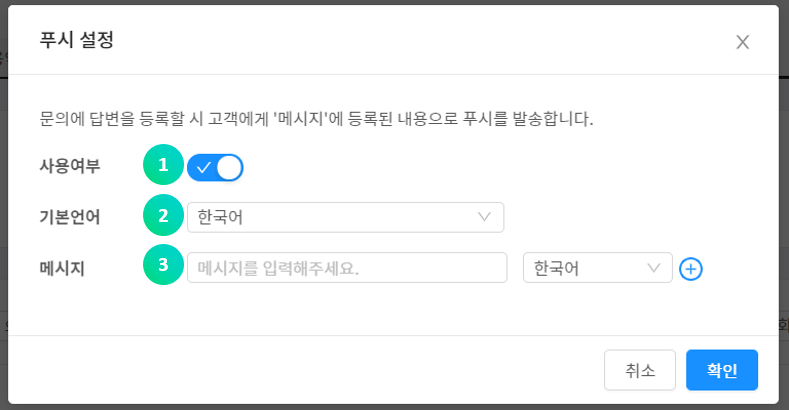 푸시 설정
문의에 답변을 등록할 시 고객에게 '메시지'에 등록된 내용으로 푸시를 발송합니다.
사용여부 1
기본언어 2 한국어
메시지 3 메시지를 입력해주세요. 한국어
취소 확인